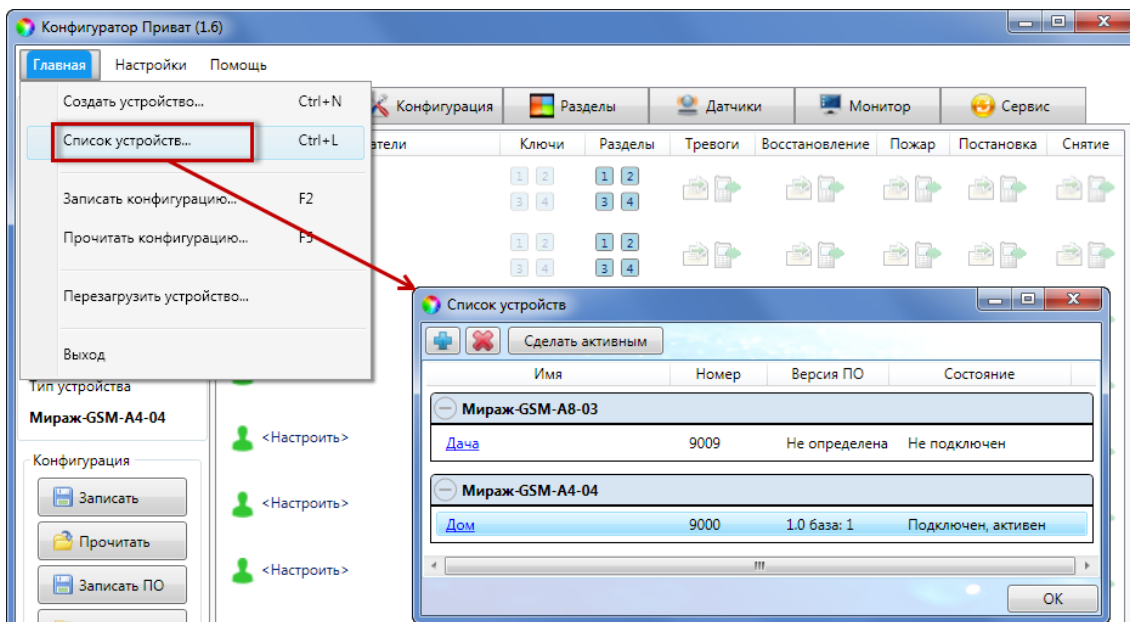 Конфигуратор Приват (1.6)
Главная Настройки Помощь
Создать устройство... Ctrl+N
Список устройств... Ctrl+L
Записать конфигурацию... F2
Прочитать конфигурацию... F5
Перезагрузить устройство...
Выход
Конфигурация Разделы Датчики Монитор Сервис
атели Ключи Разделы Тревоги Восстановление Пожар Постановка Снятие
1 2 1 2
3 4 3 4
1 2 1 2
3 4 3 4
Тип устройства
Мираж-GSM-A4-04
Конфигурация
Записать
Прочитать
Записать ПО
<Настроить>
<Настроить>
<Настроить>
Список устройств
Сделать активным
Имя Номер Версия ПО Состояние
Мираж-GSM-A8-03
Дача 9009 Не определена Не подключен
Мираж-GSM-A4-04
Дом 9000 1.0 база: 1 Подключен, активен
OK